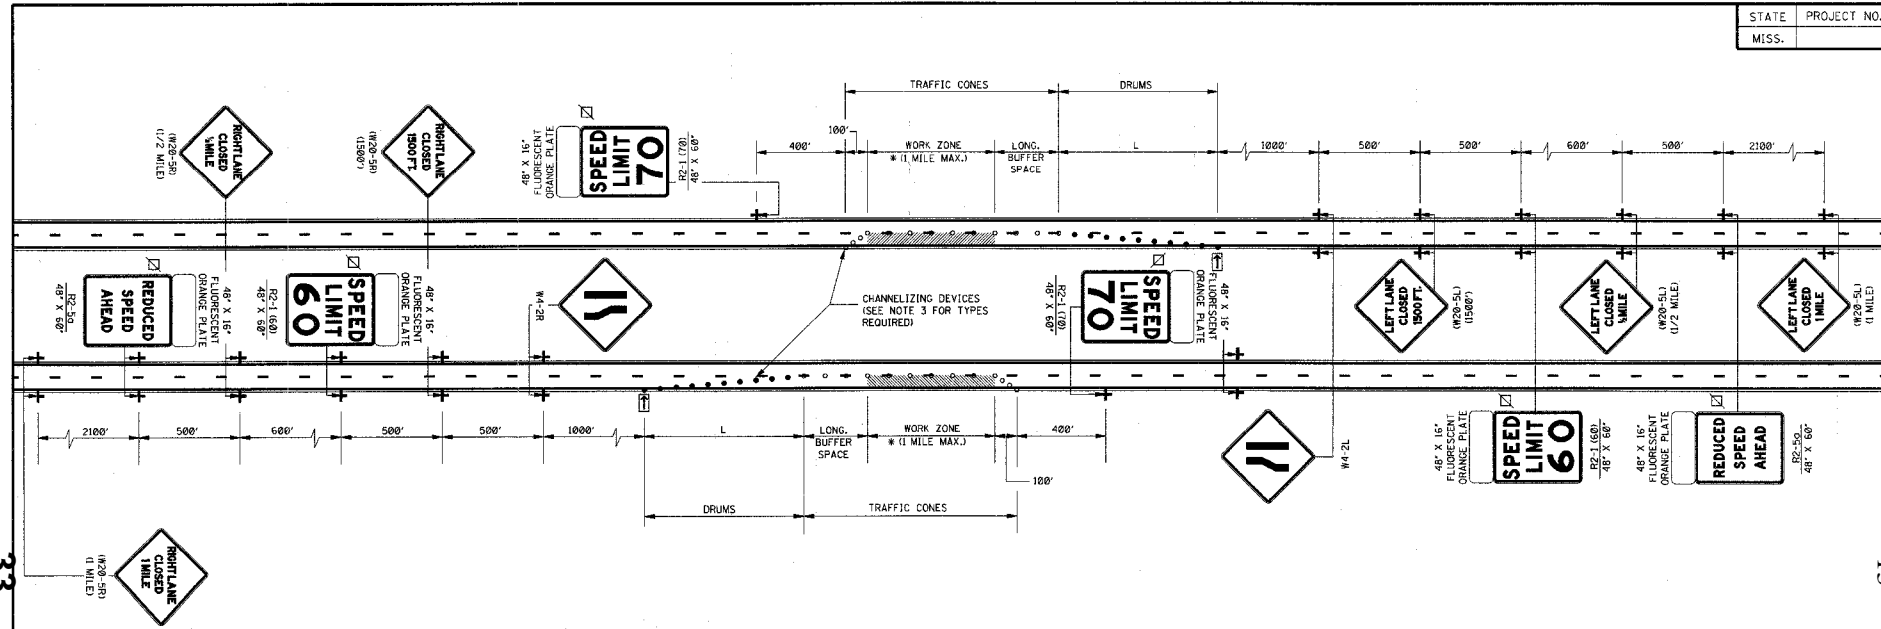 STATE PROJECT NO.
MISS.
TRAFFIC CONES
DRUMS
400'
100'
WORK ZONE
* (1 MILE MAX.)
LONG.
BUFFER
SPACE
L
1000'
500'
500'
600'
500'
2100'
RIGHT LANE
CLOSED
½ MILE
(W20-5R)
(1/2 MILE)
RIGHT LANE
CLOSED
1500 FT.
(W20-5R)
(1500')
48" X 16"
FLUORESCENT
ORANGE PLATE
SPEED
LIMIT
70
R2-1 (70)
48" X 60"
REDUCED
SPEED
AHEAD
R2-5a
48" X 60"
48" X 16"
FLUORESCENT
ORANGE PLATE
SPEED
LIMIT
60
R2-1 (60)
48" X 60"
48" X 16"
FLUORESCENT
ORANGE PLATE
W4-2R
CHANNELIZING DEVICES
(SEE NOTE 3 FOR TYPES
REQUIRED)
SPEED
LIMIT
70
R2-1 (70)
48" X 60"
48" X 16"
FLUORESCENT
ORANGE PLATE
LEFT LANE
CLOSED
1500 FT.
(W20-5L)
(1500')
LEFT LANE
CLOSED
½ MILE
(W20-5L)
(1/2 MILE)
LEFT LANE
CLOSED
1 MILE
(W20-5L)
(1 MILE)
2100'
500'
600'
500'
500'
1000'
L
LONG.
BUFFER
SPACE
WORK ZONE
* (1 MILE MAX.)
400'
100'
DRUMS
TRAFFIC CONES
W4-2L
48" X 16"
FLUORESCENT
ORANGE PLATE
SPEED
LIMIT
60
R2-1 (60)
48" X 60"
48" X 16"
FLUORESCENT
ORANGE PLATE
REDUCED
SPEED
AHEAD
R2-5a
48" X 60"
RIGHT LANE
CLOSED
1 MILE
(W20-5R)
(1 MILE)
33